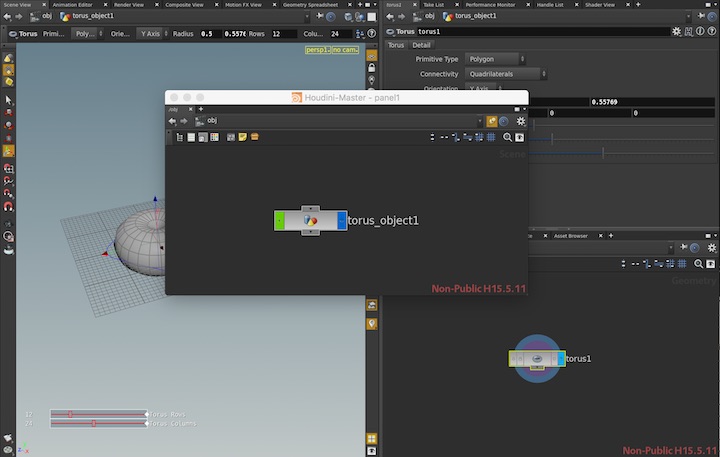 Scene View
Animation Editor
Render View
Composite View
Motion FX View
Geometry Spreadsheet
torus1
Take List
Performance Monitor
Handle List
Shader View
obj
torus_object1
obj
torus_object1
Torus
Primi...
Poly...
Orien...
Y Axis
Radius
0.5
0.557
Rows
12
Colu...
24
Torus
torus1
persp1
no cam.
Torus
Detail
Primitive Type
Polygon
Connectivity
Quadrilaterals
Orientation
Y Axis
0.55769
0
0
Houdini-Master - panel1
/obj
obj
Scene
torus_object1
Non-Public H15.5.11
Asset Browser
Geometry
torus1
12
Torus Rows
24
Torus Columns
Non-Public H15.5.11